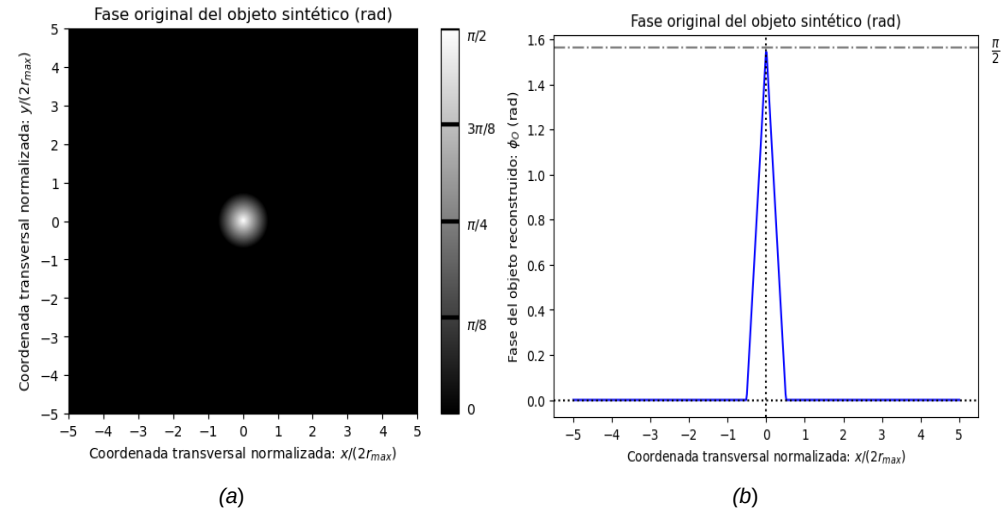 Fase original del objeto sintético (rad)
Coordenada transversal normalizada: y/(2r_max)
5
4
3
2
1
0
−1
−2
−3
−4
−5
−5 −4 −3 −2 −1 0 1 2 3 4 5
Coordenada transversal normalizada: x/(2r_max)
π/2
3π/8
π/4
π/8
0
(a)
Fase original del objeto sintético (rad)
Fase del objeto reconstruido: ϕ_O (rad)
1.6
1.4
1.2
1.0
0.8
0.6
0.4
0.2
0.0
π/2
−5 −4 −3 −2 −1 0 1 2 3 4 5
Coordenada transversal normalizada: x/(2r_max)
(b)